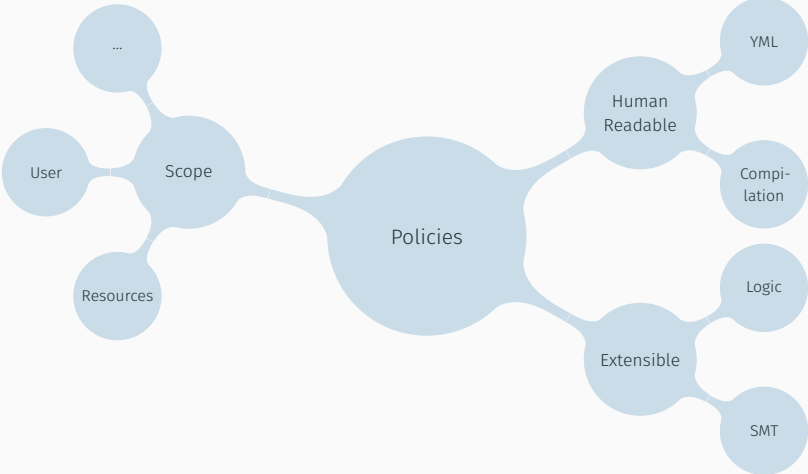 ...
User
Scope
Resources
Policies
Human
Readable
YML
Compi-
lation
Extensible
Logic
SMT